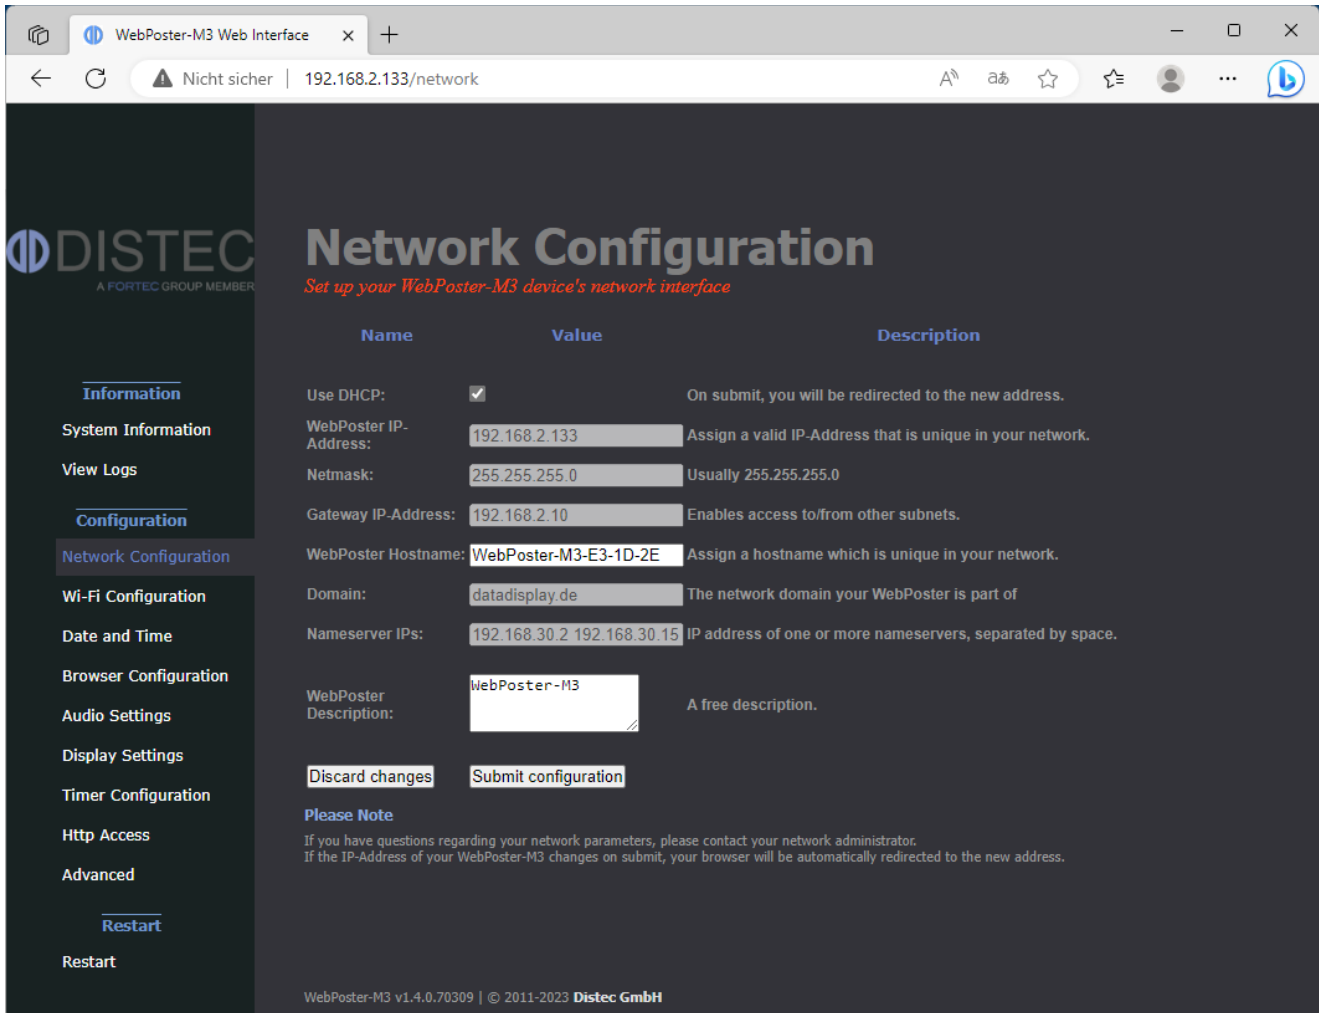 WebPoster-M3 Web Interface
Nicht sicher
192.168.2.133/network
DISTEC
A FORTEC GROUP MEMBER
Information
System Information
View Logs
Configuration
Network Configuration
Wi-Fi Configuration
Date and Time
Browser Configuration
Audio Settings
Display Settings
Timer Configuration
Http Access
Advanced
Restart
Restart
Network Configuration
Set up your WebPoster-M3 device's network interface
Name Value Description
Use DHCP: On submit, you will be redirected to the new address.
WebPoster IP-
Address: 192.168.2.133 Assign a valid IP-Address that is unique in your network.
Netmask: 255.255.255.0 Usually 255.255.255.0
Gateway IP-Address: 192.168.2.10 Enables access to/from other subnets.
WebPoster Hostname: WebPoster-M3-E3-1D-2E Assign a hostname which is unique in your network.
Domain: datadisplay.de The network domain your WebPoster is part of
Nameserver IPs: 192.168.30.2 192.168.30.15 IP address of one or more nameservers, separated by space.
WebPoster
Description: WebPoster-M3 A free description.
Discard changes Submit configuration
Please Note
If you have questions regarding your network parameters, please contact your network administrator.
If the IP-Address of your WebPoster-M3 changes on submit, your browser will be automatically redirected to the new address.
WebPoster-M3 v1.4.0.70309 | © 2011-2023 Distec GmbH